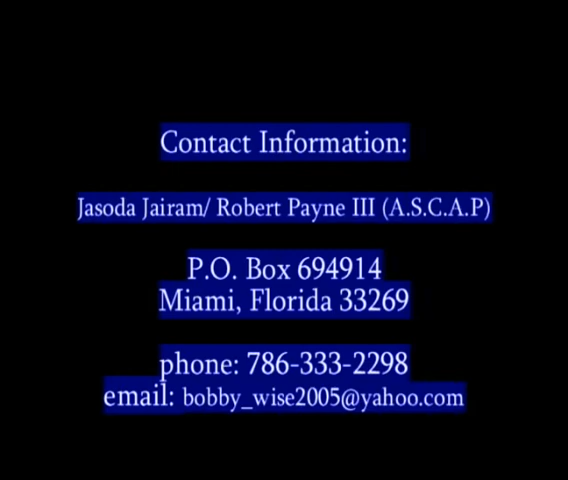 Contact Information:
Jasoda Jairam/ Robert Payne III (A.S.C.A.P)
P.O. Box 694914
Miami, Florida 33269
phone: 786-333-2298
email: bobby_wise2005@yahoo.com